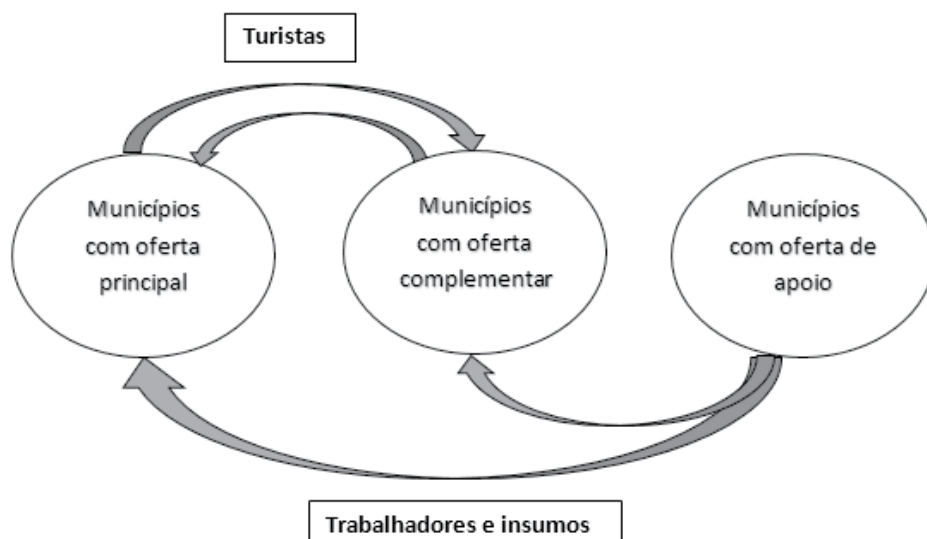 Turistas
Municípios
com oferta
principal
Municípios
com oferta
complementar
Municípios
com oferta de
apoio
Trabalhadores e insumos